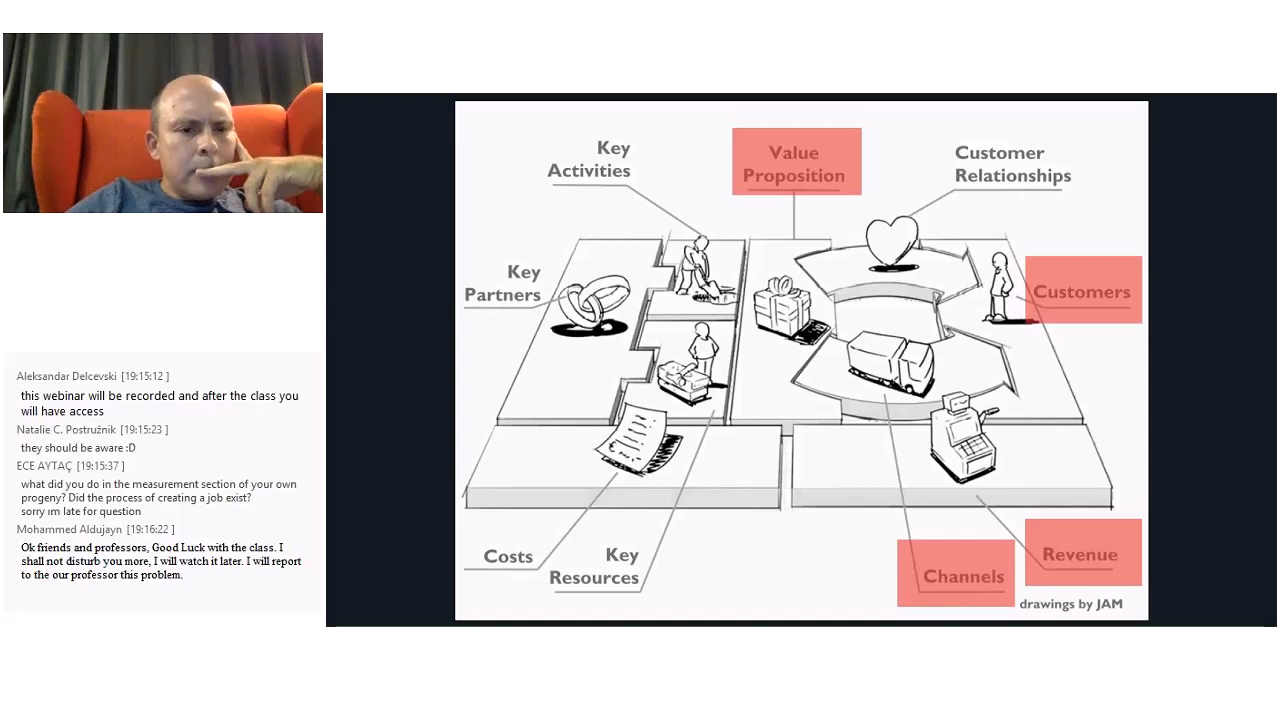 Aleksandar Delcevski [19:15:12 ]
this webinar will be recorded and after the class you
will have access
Natalie C. Postružnik [19:15:23 ]
they should be aware :D
ECE AYTAÇ [19:15:37 ]
what did you do in the measurement section of your own
progeny? Did the process of creating a job exist?
sorry ım late for question
Mohammed Aldujayn [19:16:22 ]
Ok friends and professors, Good Luck with the class. I
shall not disturb you more, I will watch it later. I will report
to the our professor this problem.
Key
Activities
Value
Proposition
Customer
Relationships
Key
Partners
Customers
Costs
Key
Resources
Channels
Revenue
drawings by JAM